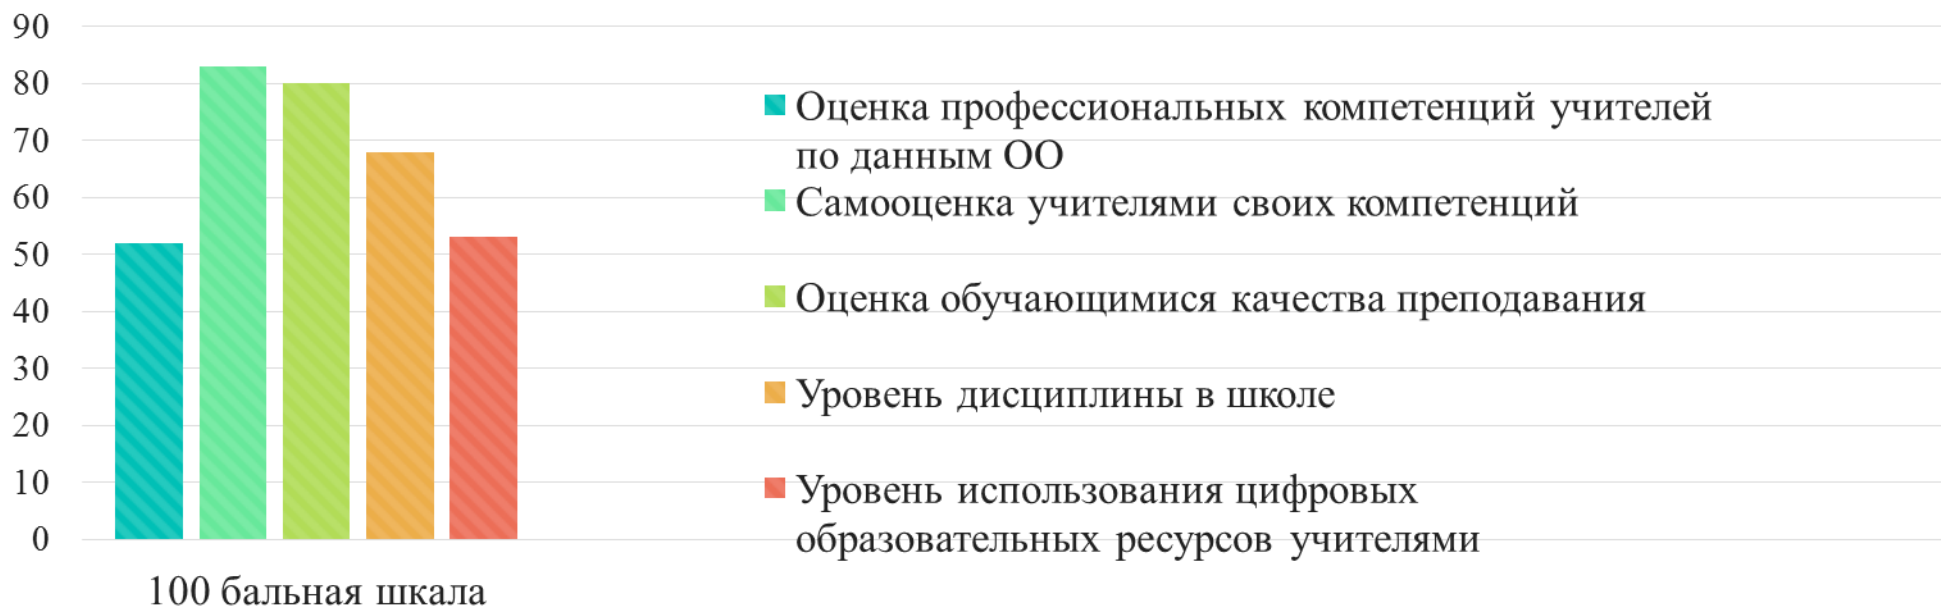 90
80
70
60
50
40
30
20
10
0
100 бальная шкала
Оценка профессиональных компетенций учителей
по данным ОО
Самооценка учителями своих компетенций
Оценка обучающимися качества преподавания
Уровень дисциплины в школе
Уровень использования цифровых
образовательных ресурсов учителями